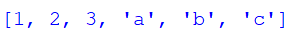 [1, 2, 3, 'a', 'b', 'c']